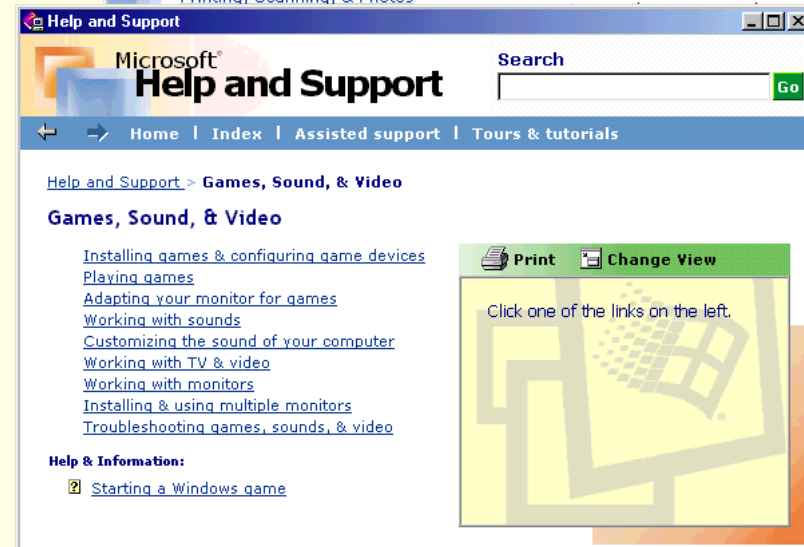 Printing, Scanning, & Photos
Help and Support
Microsoft®
Help and Support
Search
Go
Home | Index | Assisted support | Tours & tutorials
Help and Support > Games, Sound, & Video
Games, Sound, & Video
Installing games & configuring game devices
Playing games
Adapting your monitor for games
Working with sounds
Customizing the sound of your computer
Working with TV & video
Working with monitors
Installing & using multiple monitors
Troubleshooting games, sounds, & video
Help & Information:
Starting a Windows game
Print Change View
Click one of the links on the left.